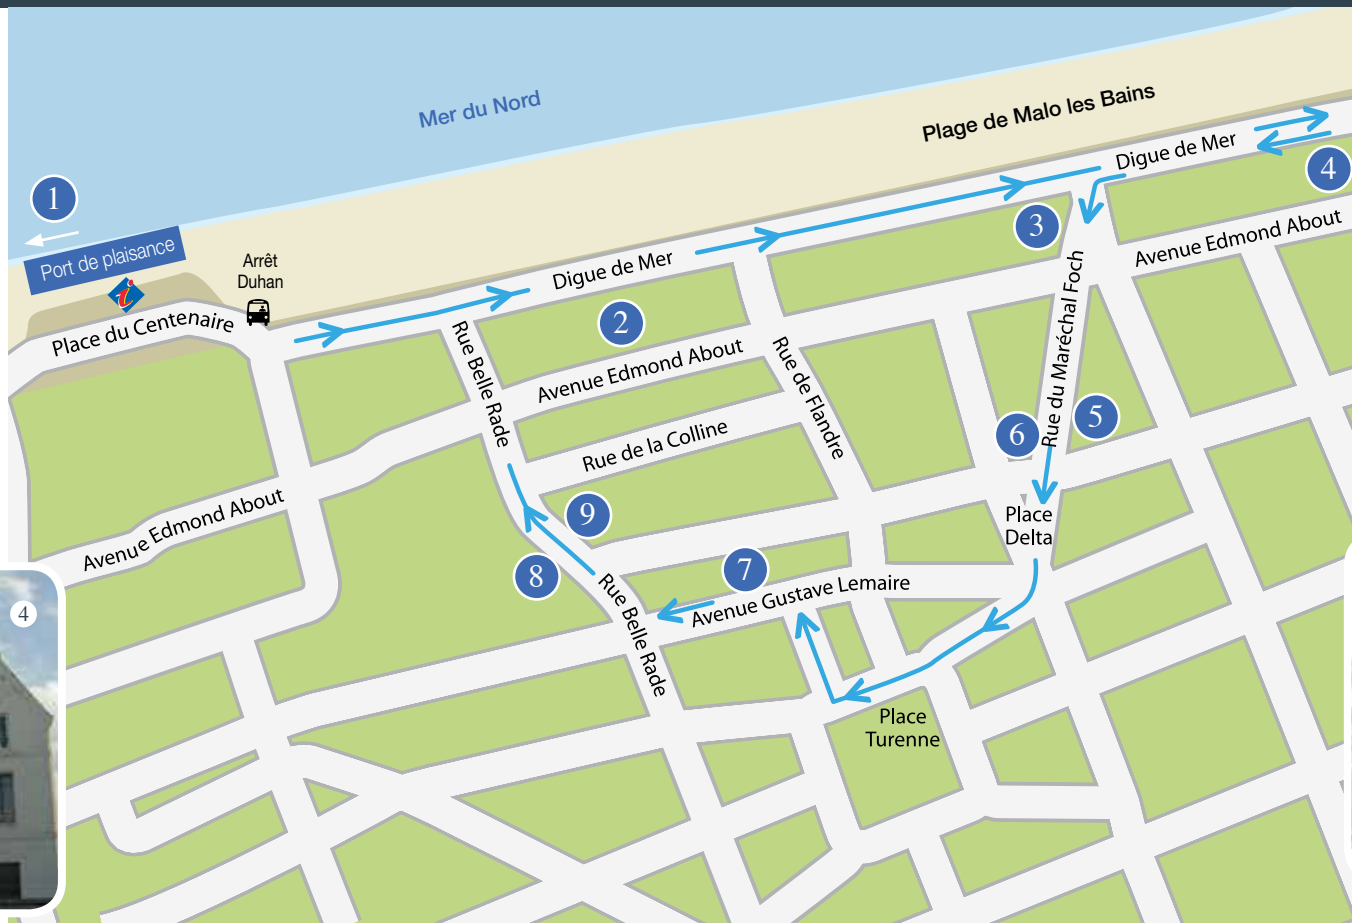 Mer du Nord
Plage de Malo les Bains
Digue de Mer
1
4
Port de plaisance
i
Arrêt
Duhan
3
Avenue Edmond About
Digue de Mer
Rue du Maréchal Foch
Place du Centenaire
2
Rue Belle Rade
Avenue Edmond About
Rue de Flandre
Rue de la Colline
6
5
Avenue Edmond About
9
Place
Delta
8
7
Avenue Gustave Lemaire
Rue Belle Rade
4
Place
Turenne